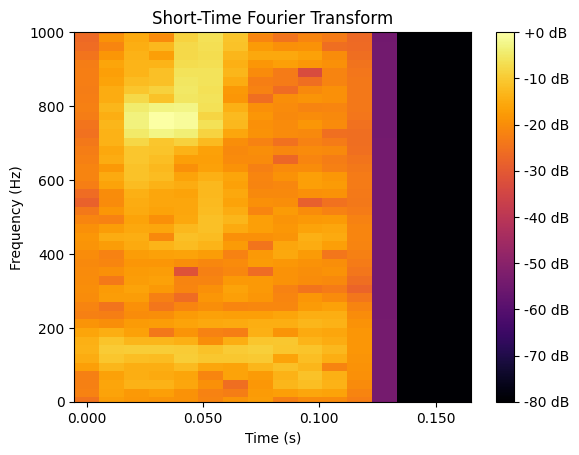 Short-Time Fourier Transform
1000
800
600
400
200
0
Frequency (Hz)
0.000
0.050
0.100
0.150
Time (s)
+0 dB
-10 dB
-20 dB
-30 dB
-40 dB
-50 dB
-60 dB
-70 dB
-80 dB